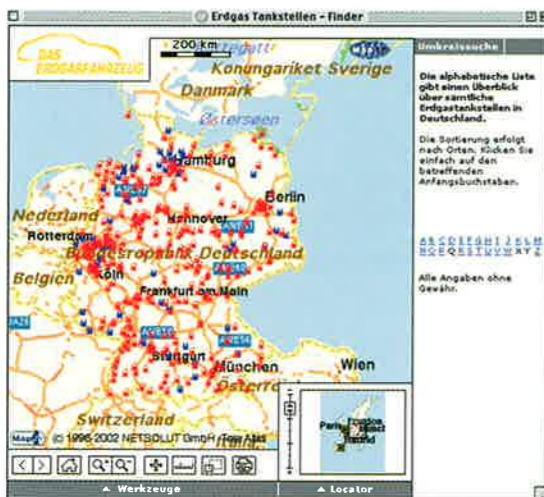 Erdgas Tankstellen - Finder
DAS
ERDGASFAHRZEUG
200 km
Konungariket Sverige
Danmark
Østersøen
Hamburg
Berlin
Nederland
Hannover
Rotterdam
Bundesrepublik Deutschland
Belgien
Köln
Frankfurt am Main
Stuttgart
München
Wien
Switzerland
(c) 1996-2002 NETSOLUT GmbH
Umkreissuche
Die alphabetische Liste
gibt einen Überblick
über sämtliche
Erdgastankstellen in
Deutschland.
Die Sortierung erfolgt
nach Orten. Klicken Sie
einfach auf den
betreffenden
Anfangsbuchstaben.
A B C D E F G H I J K L M
N O P Q R S T U V W X Y Z
Alle Angaben ohne
Gewähr.
Paris
Werkzeuge
Locator